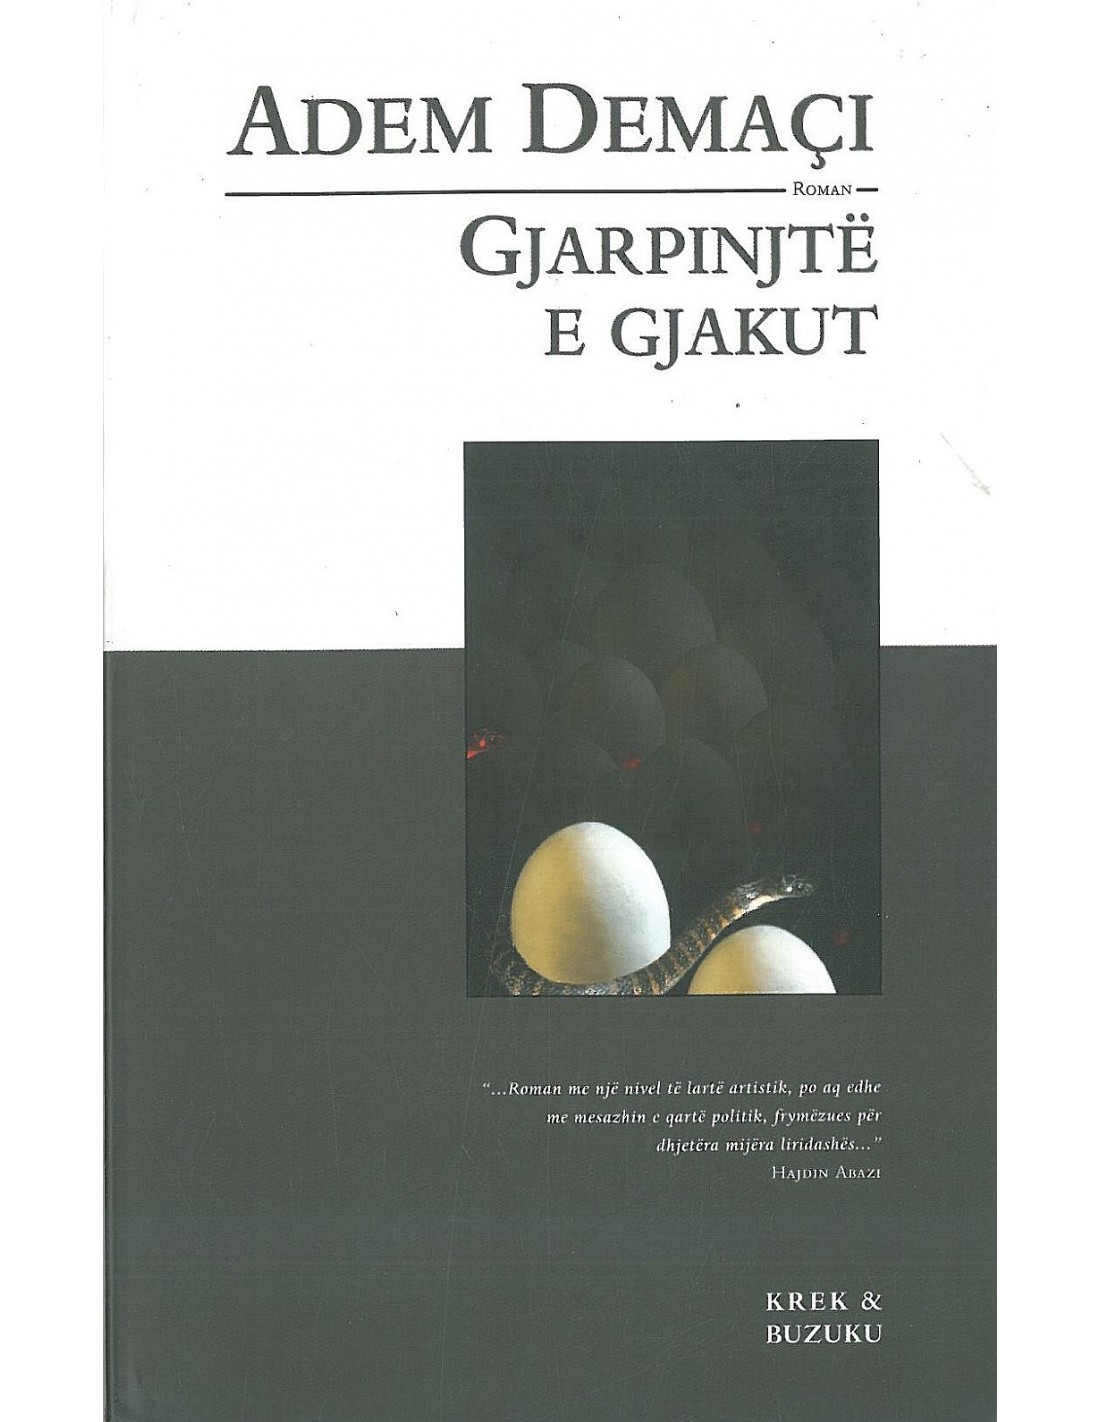 ADEM DEMAÇI
ROMAN
GJARPINJTË
E GJAKUT
“...Roman me një nivel të lartë artistik, po aq edhe
me mesazhin e qartë politik, frymëzues për
dhjetëra mijëra liridashës...”
HAJDIN ABAZI
KREK &
BUZUKU